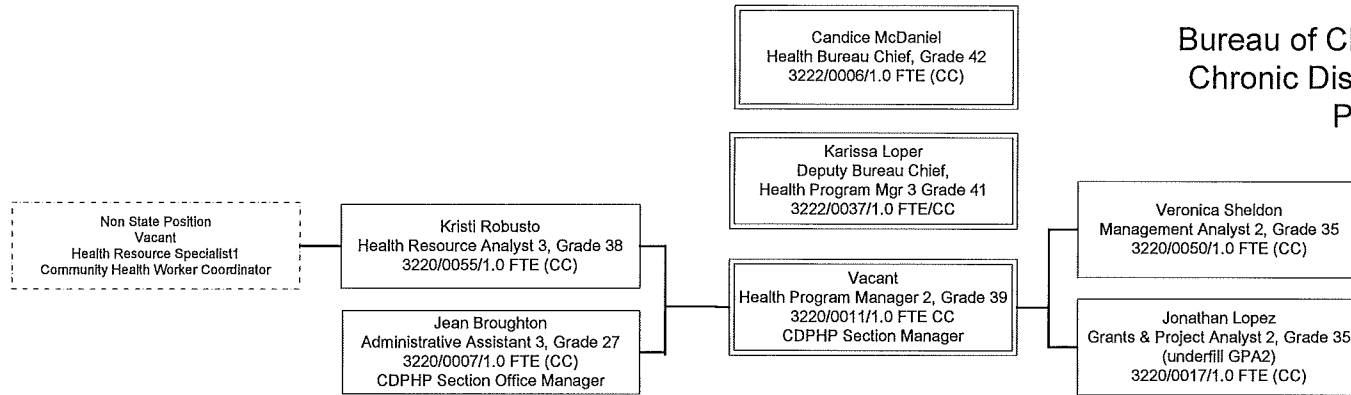 Candice McDaniel
Health Bureau Chief, Grade 42
3222/0006/1.0 FTE (CC)
Bureau of
Chronic
Karissa Loper
Deputy Bureau Chief,
Health Program Mgr 3 Grade 41
3222/0037/1.0 FTE/CC
Non State Position
Vacant
Health Resource Specialist1
Community Health Worker Coordinator
Kristi Robusto
Health Resource Analyst 3, Grade 38
3220/0055/1.0 FTE (CC)
Jean Broughton
Administrative Assistant 3, Grade 27
3220/0007/1.0 FTE (CC)
CDPHP Section Office Manager
Vacant
Health Program Manager 2, Grade 39
3220/0011/1.0 FTE CC
CDPHP Section Manager
Veronica Sheldon
Management Analyst 2, Grade 35
3220/0050/1.0 FTE (CC)
Jonathan Lopez
Grants & Project Analyst 2, Grade 35
(underfill GPA2)
3220/0017/1.0 FTE (CC)